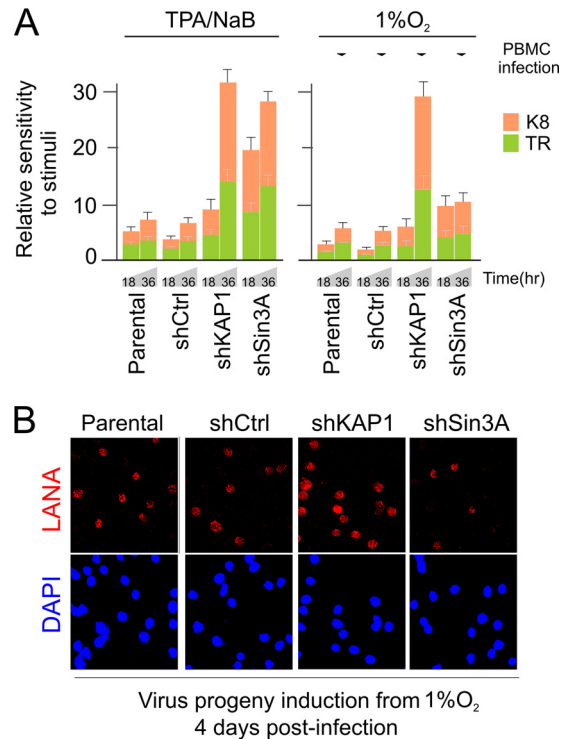 A
TPA/NaB
1%O₂
PBMC infection
Relative sensitivity to stimuli
30
20
10
0
K8
TR
18 36 18 36 18 36 18 36
18 36 18 36 18 36 18 36
Time(hr)
Parental
shCtrl
shKAP1
shSin3A
Parental
shCtrl
shKAP1
shSin3A
B
Parental shCtrl shKAP1 shSin3A
LANA
DAPI
Virus progeny induction from 1%O₂
4 days post-infection